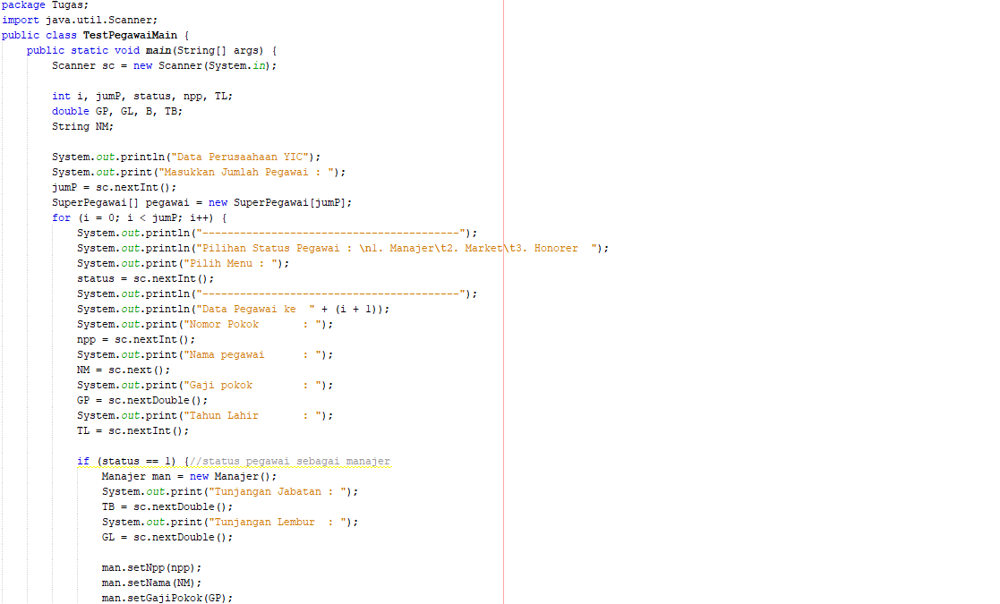 package Tugas;
import java.util.Scanner;
public class TestPegawaiMain {
    public static void main(String[] args) {
        Scanner sc = new Scanner(System.in);

        int i, jumP, status, npp, TL;
        double GP, GL, B, TB;
        String NM;

        System.out.println("Data Perusaahaan YIC");
        System.out.print("Masukkan Jumlah Pegawai : ");
        jumP = sc.nextInt();
        SuperPegawai[] pegawai = new SuperPegawai[jumP];
        for (i = 0; i < jumP; i++) {
            System.out.println("-----------------------------------------");
            System.out.println("Pilihan Status Pegawai : \n1. Manajer\t2. Market\t3. Honorer  ");
            System.out.print("Pilih Menu : ");
            status = sc.nextInt();
            System.out.println("-----------------------------------------");
            System.out.println("Data Pegawai ke  " + (i + 1));
            System.out.print("Nomor Pokok       : ");
            npp = sc.nextInt();
            System.out.print("Nama pegawai      : ");
            NM = sc.next();
            System.out.print("Gaji pokok        : ");
            GP = sc.nextDouble();
            System.out.print("Tahun Lahir       : ");
            TL = sc.nextInt();

            if (status == 1) {//status pegawai sebagai manajer
                Manajer man = new Manajer();
                System.out.print("Tunjangan Jabatan : ");
                TB = sc.nextDouble();
                System.out.print("Tunjangan Lembur  : ");
                GL = sc.nextDouble();

                man.setNpp(npp);
                man.setNama(NM);
                man.setGajiPokok(GP);